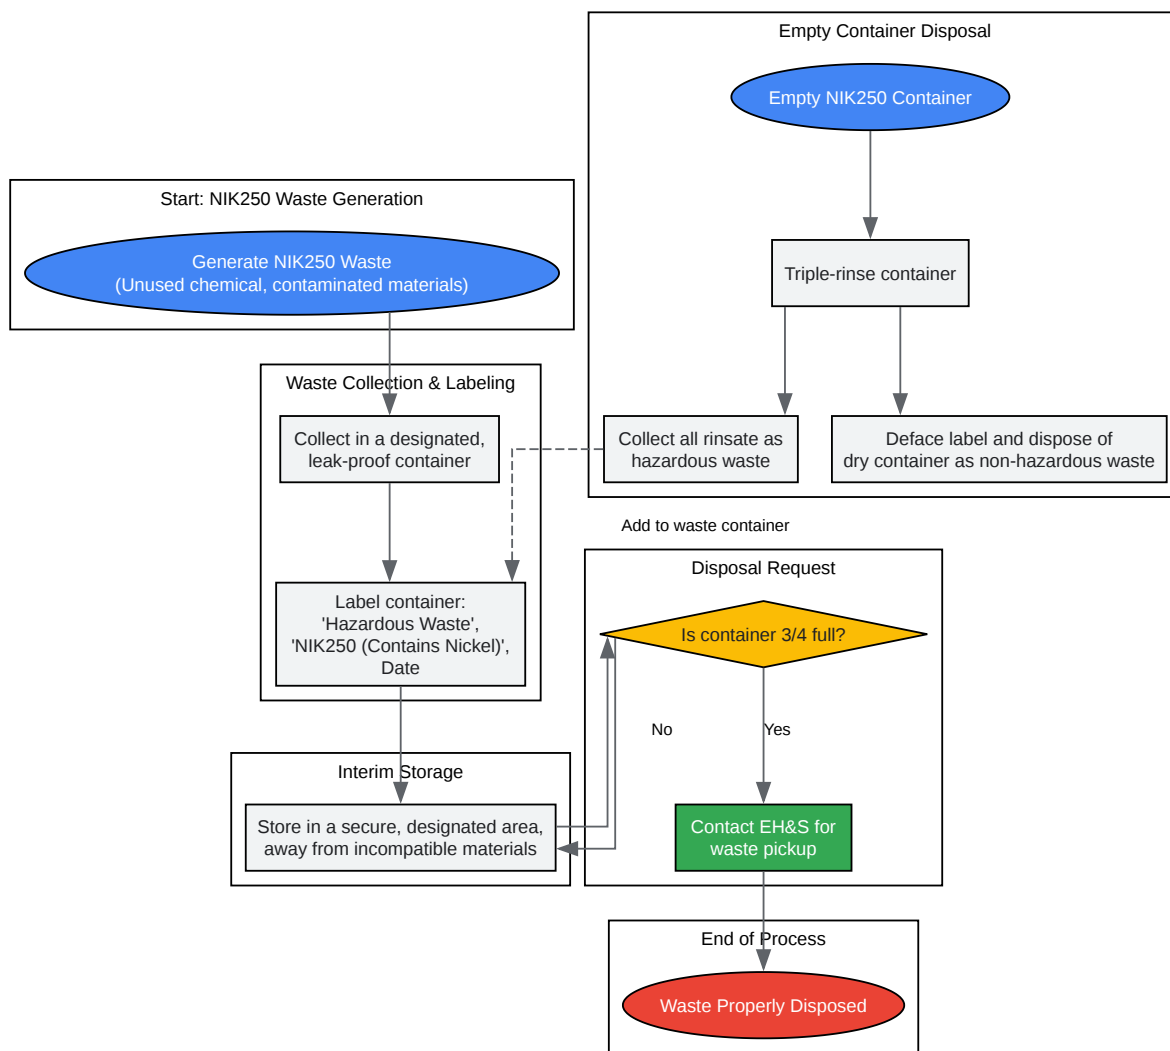 Empty Container Disposal
Empty NIK250 Container
Start: NIK250 Waste Generation
Generate NIK250 Waste
(Unused chemical, contaminated materials)
Triple-rinse container
Waste Collection & Labeling
Collect in a designated,
leak-proof container
Collect all rinsate as
hazardous waste
Deface label and dispose of
dry container as non-hazardous waste
Add to waste container
Disposal Request
Label container:
'Hazardous Waste',
'NIK250 (Contains Nickel)',
Date
Is container 3/4 full?
No
Yes
Interim Storage
Store in a secure, designated area,
away from incompatible materials
Contact EH&S for
waste pickup
End of Process
Waste Properly Disposed